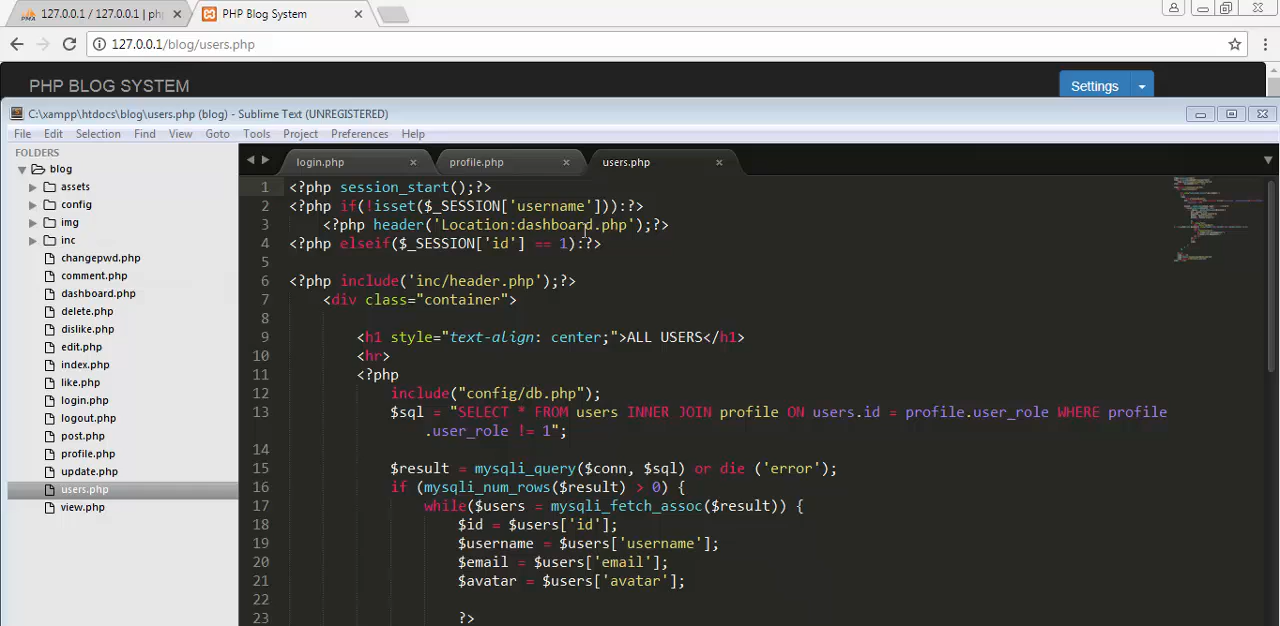 127.0.0.1 / 127.0.0.1 | ph
PHP Blog System
127.0.0.1/blog/users.php
PHP BLOG SYSTEM
Settings
C:\xampp\htdocs\blog\users.php (blog) - Sublime Text (UNREGISTERED)
File Edit Selection Find View Goto Tools Project Preferences Help
FOLDERS
blog
assets
config
img
inc
changepwd.php
comment.php
dashboard.php
delete.php
dislike.php
edit.php
index.php
like.php
login.php
logout.php
post.php
profile.php
update.php
users.php
view.php
login.php profile.php users.php
1 <?php session_start();?>
2 <?php if(!isset($_SESSION['username'])):?>
3 <?php header('Location:dashboard.php');?>
4 <?php elseif($_SESSION['id'] == 1):?>
5
6 <?php include('inc/header.php');?>
7 <div class="container">
8
9 <h1 style="text-align: center;">ALL USERS</h1>
10 <hr>
11 <?php
12 include("config/db.php");
13 $sql = "SELECT * FROM users INNER JOIN profile ON users.id = profile.user_role WHERE profile
.user_role != 1";
14
15 $result = mysqli_query($conn, $sql) or die ('error');
16 if (mysqli_num_rows($result) > 0) {
17 while($users = mysqli_fetch_assoc($result)) {
18 $id = $users['id'];
19 $username = $users['username'];
20 $email = $users['email'];
21 $avatar = $users['avatar'];
22
23 ?>